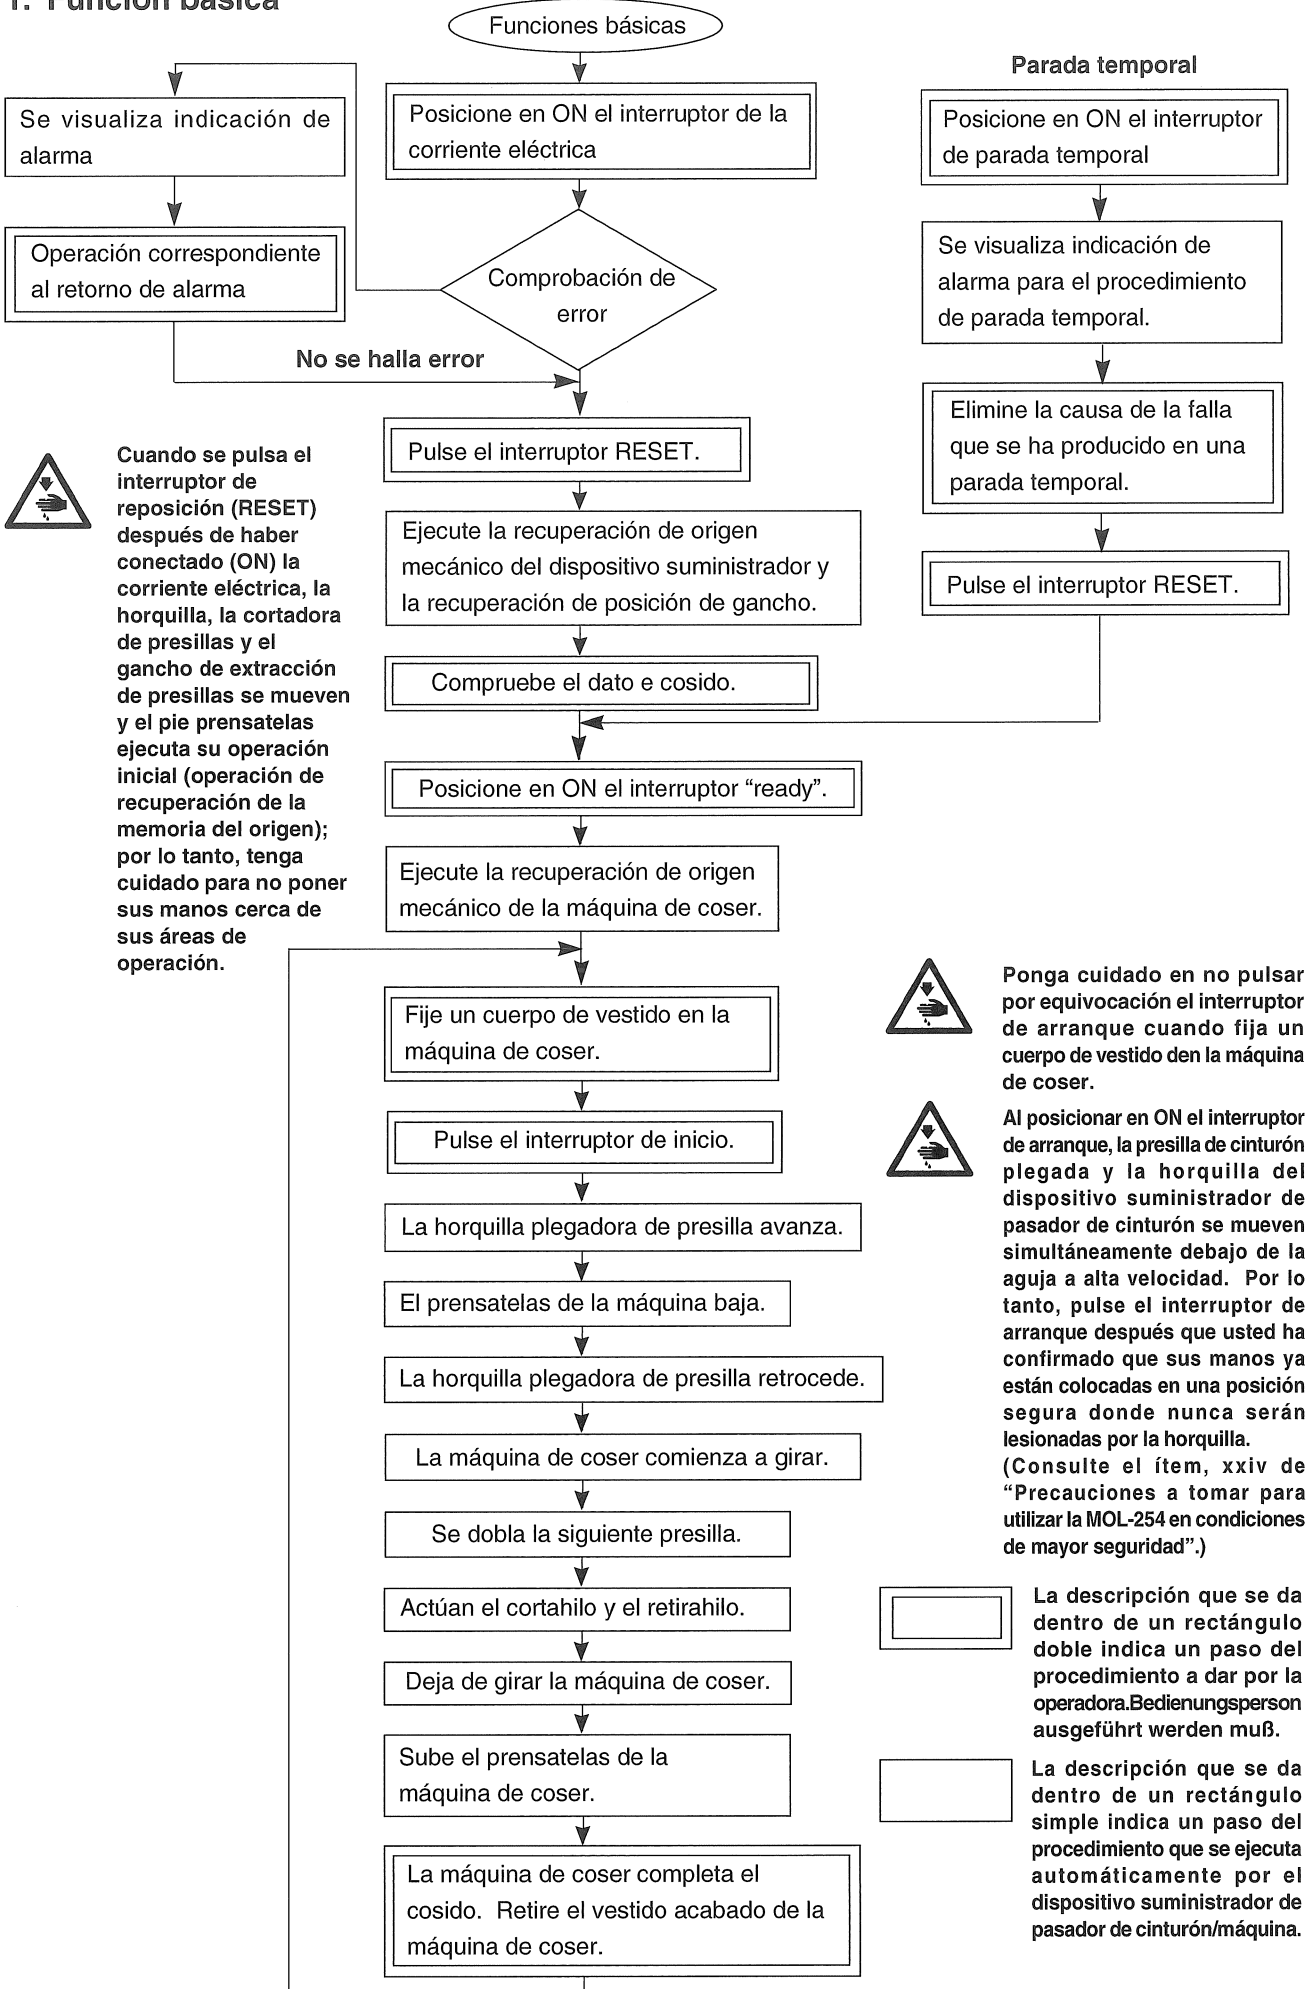 1. Función básica
Funciones básicas
Posicione en ON el interruptor de la
corriente eléctrica
Comprobación de
error
Se visualiza indicación de
alarma
Operación correspondiente
al retorno de alarma
No se halla error
Parada temporal
Posicione en ON el interruptor
de parada temporal
Se visualiza indicación de
alarma para el procedimiento
de parada temporal.
Elimine la causa de la falla
que se ha producido en una
parada temporal.
Pulse el interruptor RESET.
Pulse el interruptor RESET.
Ejecute la recuperación de origen
mecánico del dispositivo suministrador y
la recuperación de posición de gancho.
Compruebe el dato e cosido.
Posicione en ON el interruptor “ready”.
Ejecute la recuperación de origen
mecánico de la máquina de coser.
Cuando se pulsa el
interruptor de
reposición (RESET)
después de haber
conectado (ON) la
corriente eléctrica, la
horquilla, la cortadora
de presillas y el
gancho de extracción
de presillas se mueven
y el pie prensatelas
ejecuta su operación
inicial (operación de
recuperación de la
memoria del origen);
por lo tanto, tenga
cuidado para no poner
sus manos cerca de
sus áreas de
operación.
Fije un cuerpo de vestido en la
máquina de coser.
Pulse el interruptor de inicio.
La horquilla plegadora de presilla avanza.
El prensatelas de la máquina baja.
La horquilla plegadora de presilla retrocede.
La máquina de coser comienza a girar.
Se dobla la siguiente presilla.
Actúan el cortahilo y el retirahilo.
Deja de girar la máquina de coser.
Sube el prensatelas de la
máquina de coser.
La máquina de coser completa el
cosido. Retire el vestido acabado de la
máquina de coser.
Ponga cuidado en no pulsar
por equivocación el interruptor
de arranque cuando fija un
cuerpo de vestido den la máquina
de coser.
Al posicionar en ON el interruptor
de arranque, la presilla de cinturón
plegada y la horquilla del
dispositivo suministrador de
pasador de cinturón se mueven
simultáneamente debajo de la
aguja a alta velocidad. Por lo
tanto, pulse el interruptor de
arranque después que usted ha
confirmado que sus manos ya
están colocadas en una posición
segura donde nunca serán
lesionadas por la horquilla.
(Consulte el ítem, xxiv de
“Precauciones a tomar para
utilizar la MOL-254 en condiciones
de mayor seguridad”.)
La descripción que se da
dentro de un rectángulo
doble indica un paso del
procedimiento a dar por la
operadora.Bedienungsperson
ausgeführt werden muß.
La descripción que se da
dentro de un rectángulo
simple indica un paso del
procedimiento que se ejecuta
automáticamente por el
dispositivo suministrador de
pasador de cinturón/máquina.